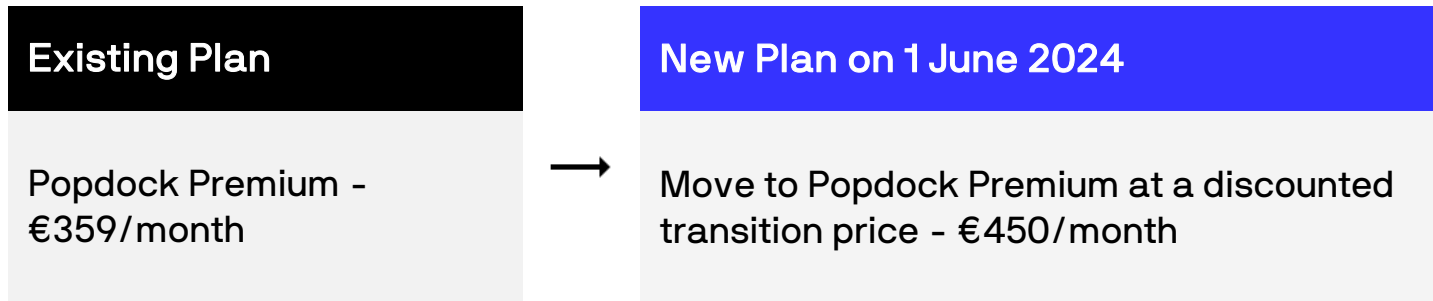 Existing Plan
Popdock Premium -
€359/month
New Plan on 1 June 2024
Move to Popdock Premium at a discounted
transition price - €450/month